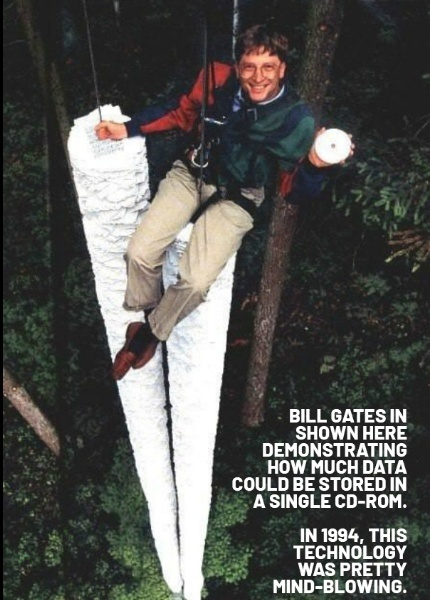 BILL GATES IN
SHOWN HERE
DEMONSTRATING
HOW MUCH DATA
COULD BE STORED IN
A SINGLE CD-ROM.
IN 1994, THIS
TECHNOLOGY
WAS PRETTY
MIND-BLOWING.